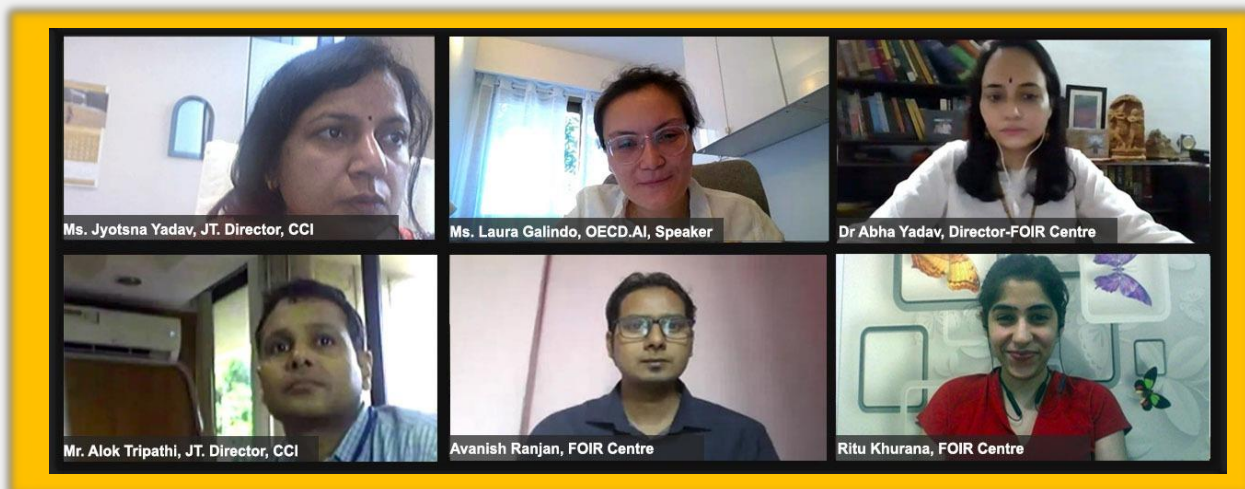 Ms. Jyotsna Yadav, JT. Director, CCI
Ms. Laura Galindo, OECD.AI, Speaker
Dr Abha Yadav, Director-FOIR Centre
Mr. Alok Tripathi, JT. Director, CCI
Avanish Ranjan, FOIR Centre
Ritu Khurana, FOIR Centre